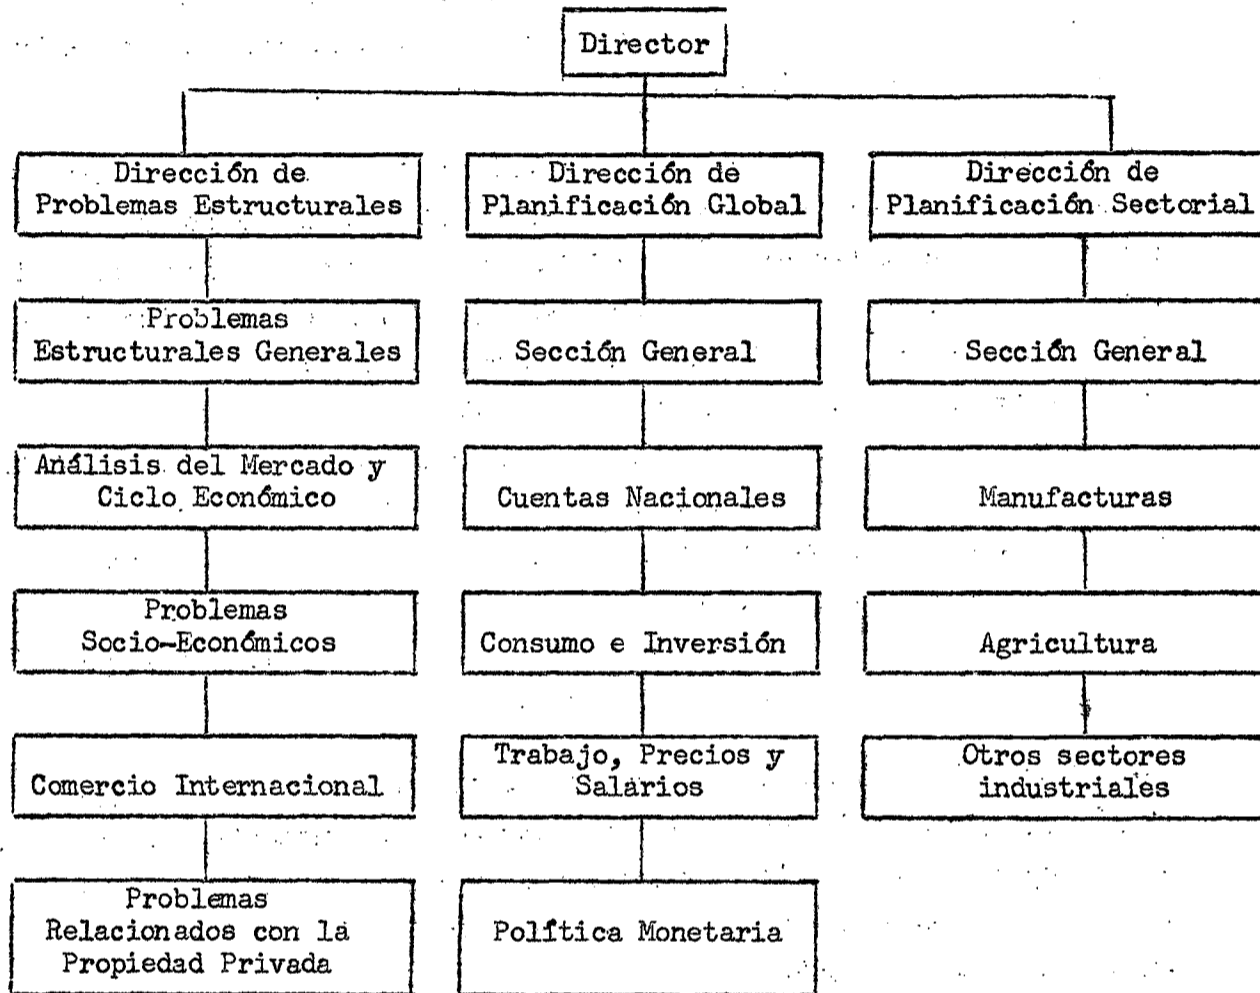 Director
Dirección de
Problemas Estructurales
Dirección de
Planificación Global
Dirección de
Planificación Sectorial
Problemas
Estructurales Generales
Sección General
Sección General
Análisis del Mercado y
Ciclo Económico
Cuentas Nacionales
Manufacturas
Problemas
Socio-Económicos
Consumo e Inversión
Agricultura
Comercio Internacional
Trabajo, Precios y
Salários
Otros sectores
industriales
Problemas
Relacionados con la
Propiedad Privada
Política Monetaria